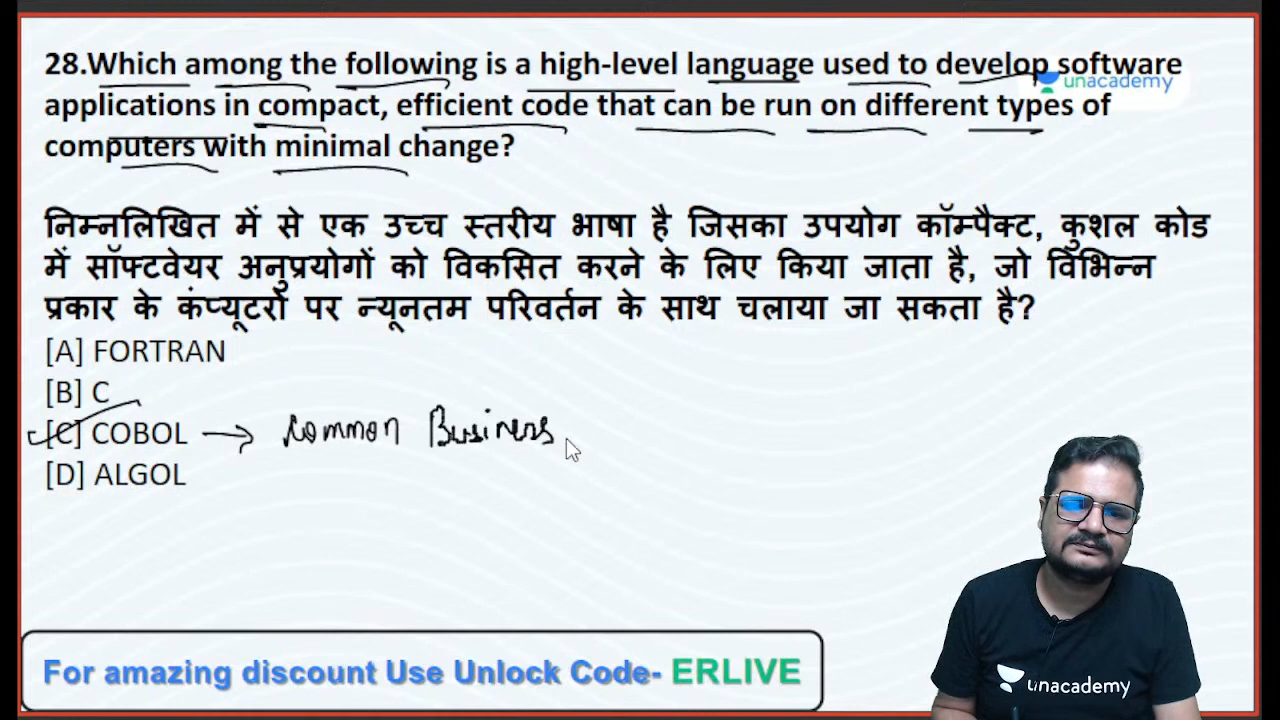 28.Which among the following is a high-level language used to develop software
unacademy
applications in compact, efficient code that can be run on different types of
computers with minimal change?
निम्नलिखित में से एक उच्च स्तरीय भाषा है जिसका उपयोग कॉम्पैक्ट, कुशल कोड
में सॉफ्टवेयर अनुप्रयोगों को विकसित करने के लिए किया जाता है, जो विभिन्न
प्रकार के कंप्यूटरों पर न्यूनतम परिवर्तन के साथ चलाया जा सकता है?
[A] FORTRAN
[B] C
[C] COBOL → Common Business
[D] ALGOL
unacademy
For amazing discount Use Unlock Code- ERLIVE